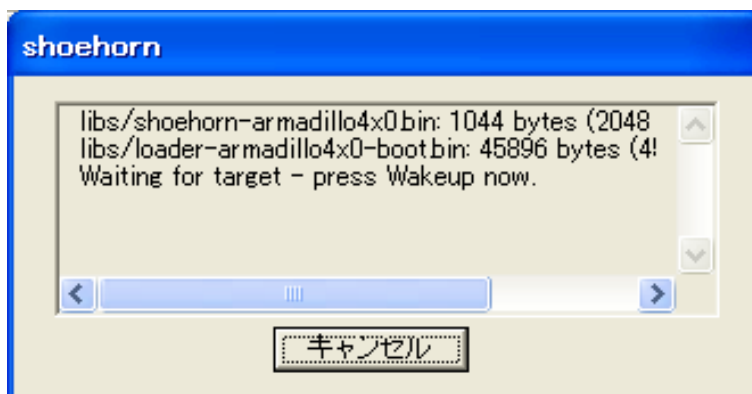 shoehorn
libs/shoehorn-armadillo4x0.bin: 1044 bytes (2048
libs/loader-armadillo4x0-boot.bin: 45896 bytes (4
Waiting for target - press Wakeup now.
キャンセル